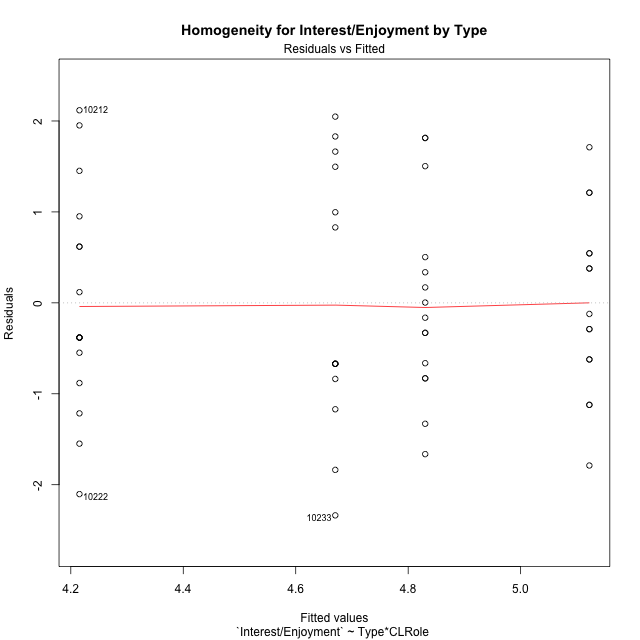 Homogeneity for Interest/Enjoyment by Type
Residuals vs Fitted
10212
10222
10233
2
1
0
-1
-2
Residuals
4.2
4.4
4.6
4.8
5.0
Fitted values
`Interest/Enjoyment` ~ Type*CLRole